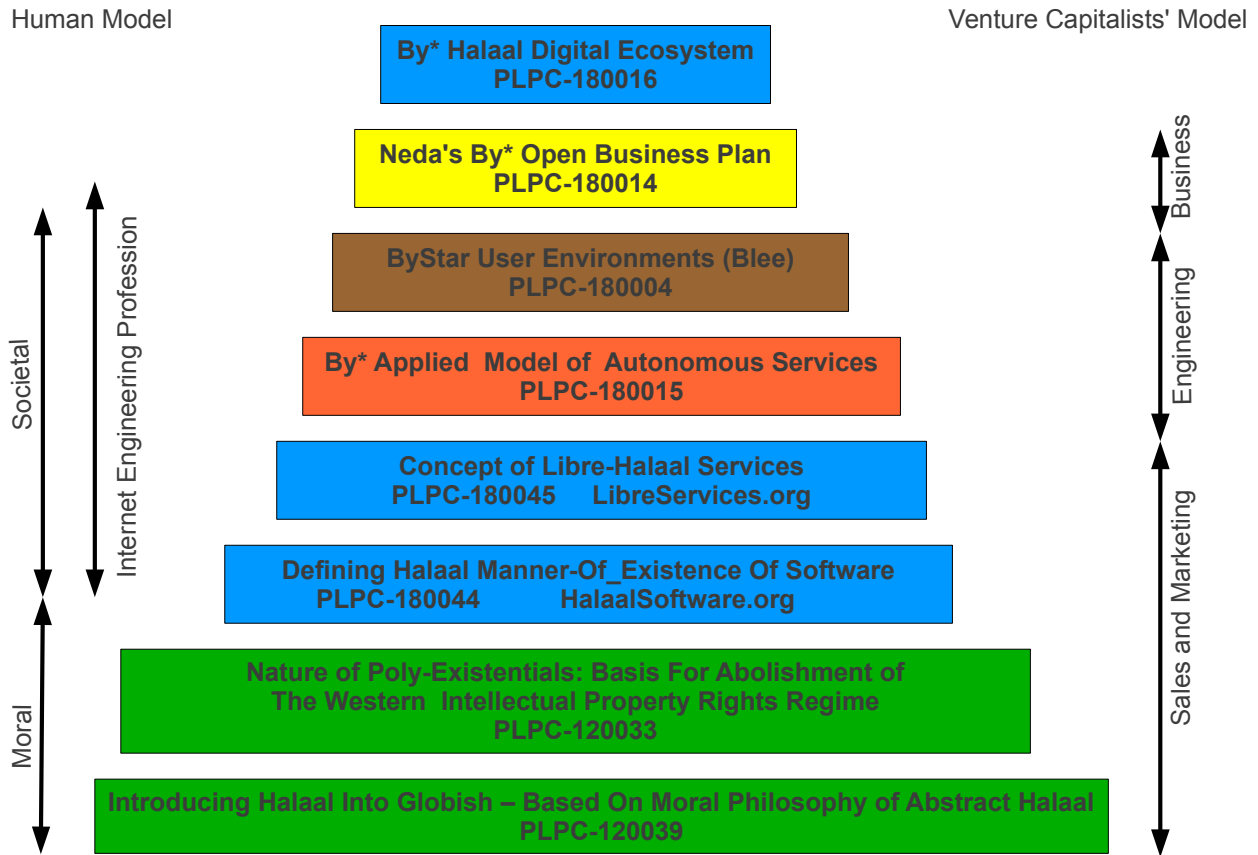 Human Model
Venture Capitalists' Model
By* Halaal Digital Ecosystem
PLPC-180016
Neda's By* Open Business Plan
PLPC-180014
Business
ByStar User Environments (Blee)
PLPC-180004
By* Applied Model of Autonomous Services
PLPC-180015
Engineering
Societal
Internet Engineering Profession
Concept of Libre-Halaal Services
PLPC-180045 LibreServices.org
Defining Halaal Manner-Of_Existence Of Software
PLPC-180044 HalaalSoftware.org
Nature of Poly-Existentials: Basis For Abolishment of
The Western Intellectual Property Rights Regime
PLPC-120033
Sales and Marketing
Moral
Introducing Halaal Into Globish – Based On Moral Philosophy of Abstract Halaal
PLPC-120039